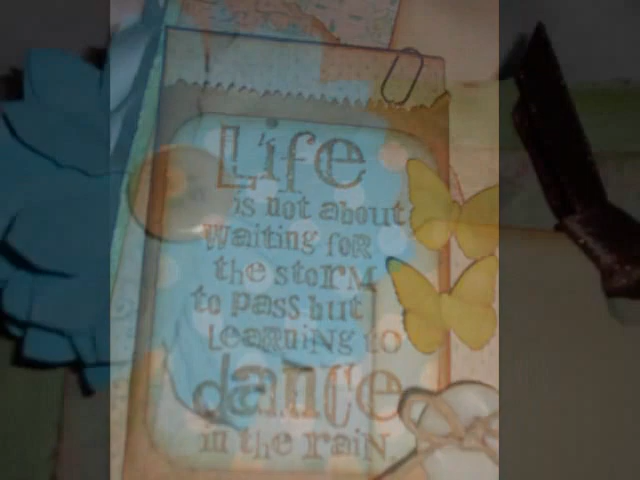 Life
is not about
Waiting foR
the stoRM
to pass but
LeaRNiNg to
dance
in the raiN.